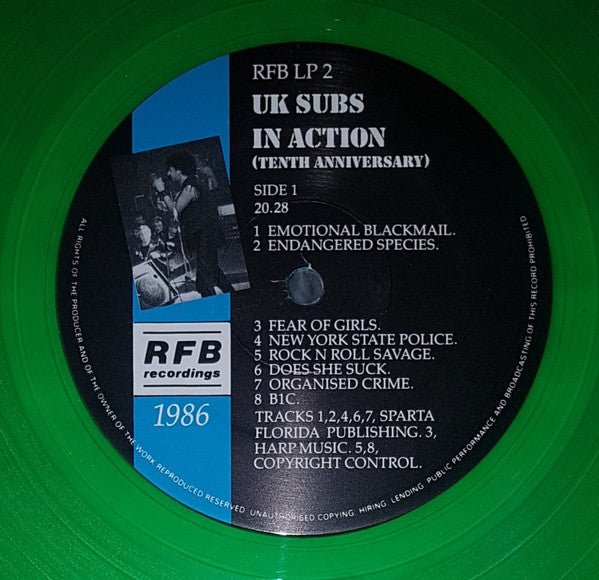 RFB LP 2
UK SUBS
IN ACTION
(TENTH ANNIVERSARY)
SIDE 1
20.28
1 EMOTIONAL BLACKMAIL.
2 ENDANGERED SPECIES.
3 FEAR OF GIRLS.
4 NEW YORK STATE POLICE.
5 ROCK N ROLL SAVAGE.
6 DOES SHE SUCK.
7 ORGANISED CRIME.
8 B1C.
TRACKS 1,2,4,6,7, SPARTA
FLORIDA PUBLISHING. 3,
HARP MUSIC. 5,8,
COPYRIGHT CONTROL.
RFB
recordings
1986
ALL RIGHTS OF THE PRODUCER AND OF THE OWNER OF THE WORK REPRODUCED RESERVED. UNAUTHORISED COPYING. HIRING. LENDING. PUBLIC PERFORMANCE AND BROADCASTING OF THIS RECORD PROHIBITED